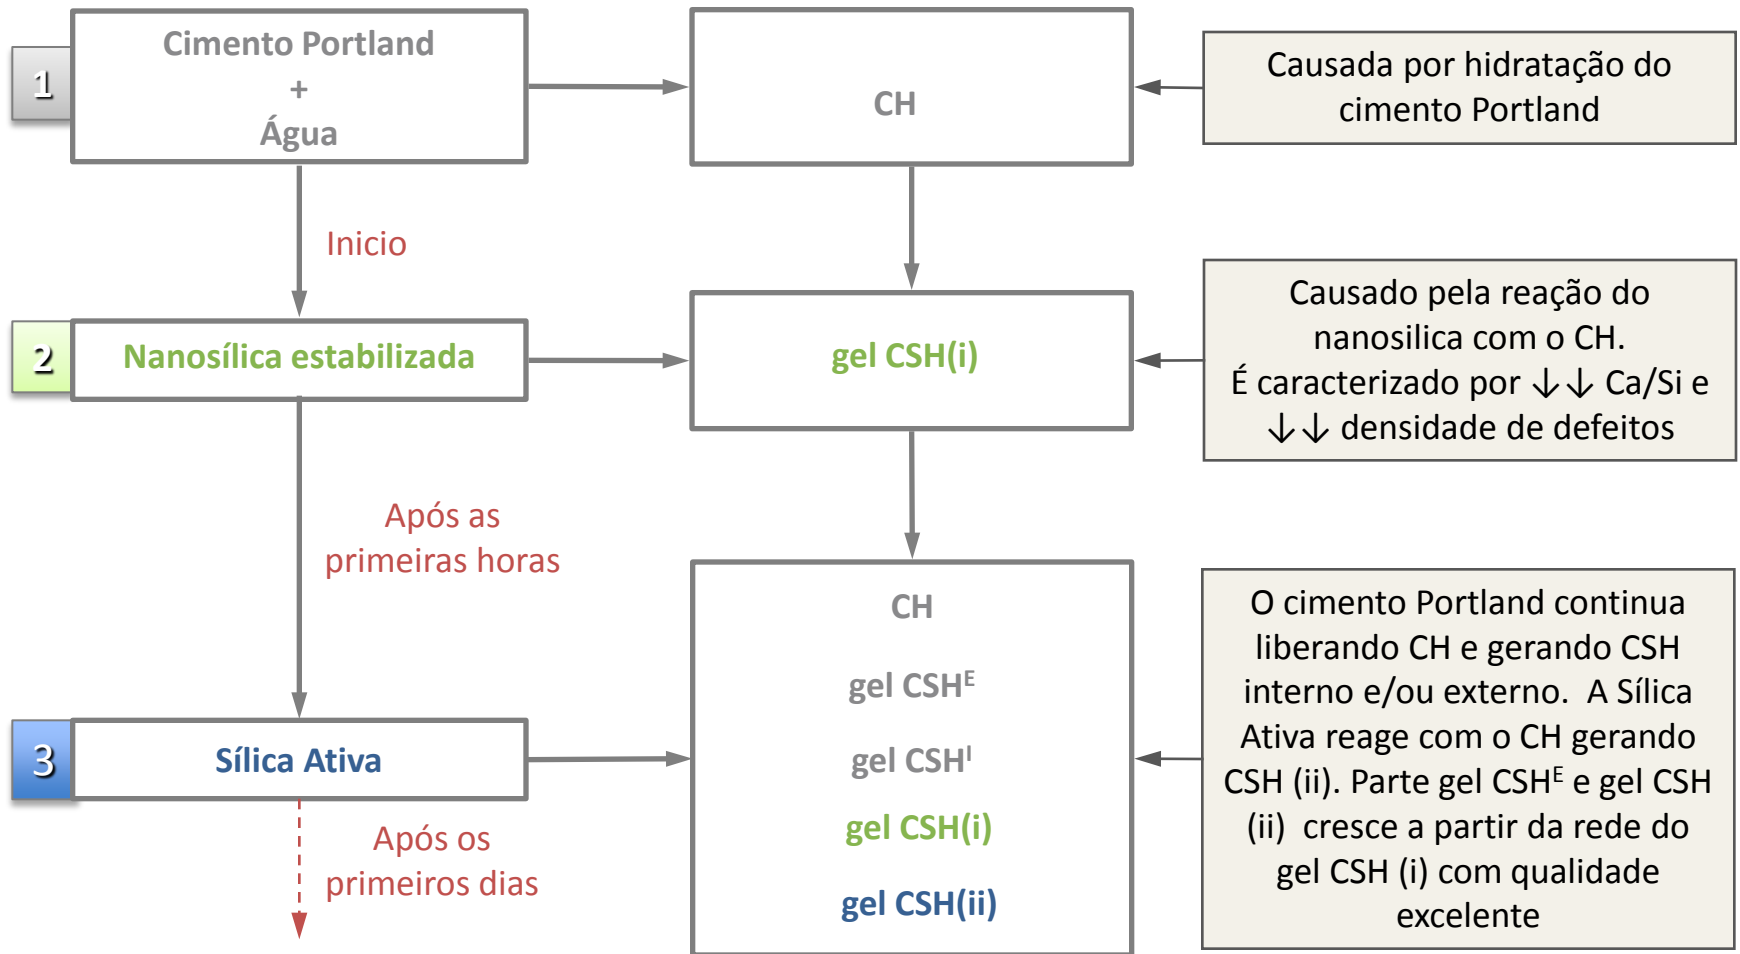 1
Cimento Portland
+
Água
CH
Causada por hidratação do
cimento Portland
Inicio
2
Nanosílica estabilizada
gel CSH(i)
Causado pela reação do
nanosilica com o CH.
É caracterizado por ↓↓ Ca/Si e
↓↓ densidade de defeitos
Após as
primeiras horas
3
Sílica Ativa
CH
gel CSHᴱ
gel CSHᴵ
gel CSH(i)
gel CSH(ii)
O cimento Portland continua
liberando CH e gerando CSH
interno e/ou externo. A Sílica
Ativa reage com o CH gerando
CSH (ii). Parte gel CSHᴱ e gel CSH
(ii) cresce a partir da rede do
gel CSH (i) com qualidade
excelente
Após os
primeiros dias